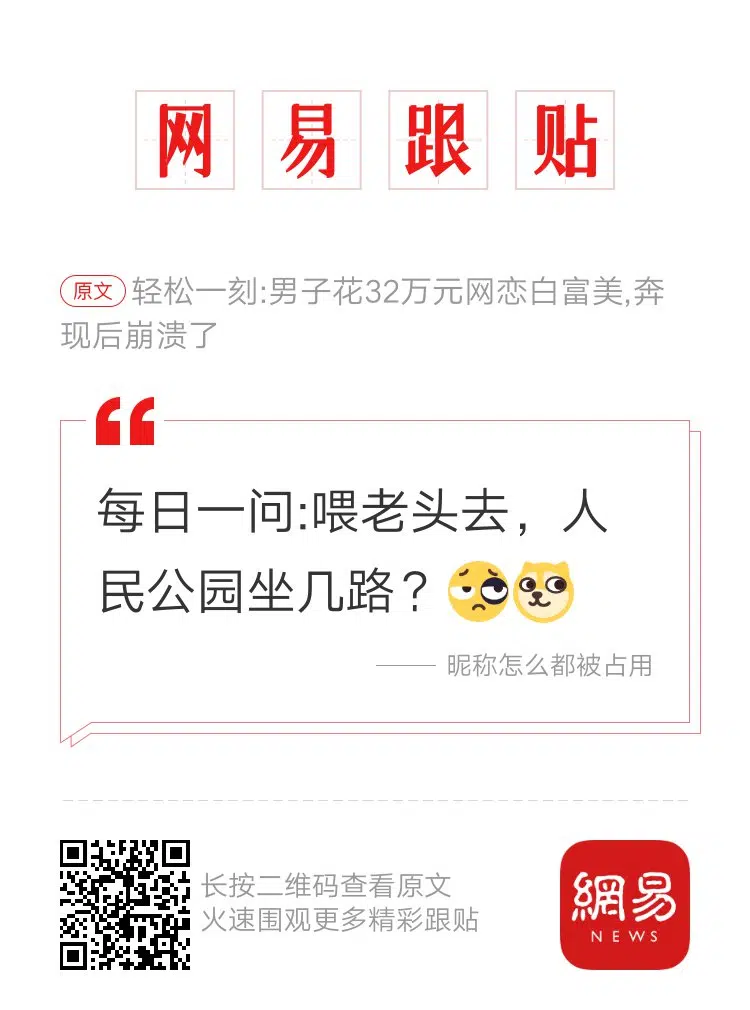 网易跟贴
原文 轻松一刻:男子花32万元网恋白富美,奔
现后崩溃了
每日一问:喂老头去，人
民公园坐几路？
—— 昵称怎么都被占用
长按二维码查看原文
火速围观更多精彩跟贴
網易
NEWS